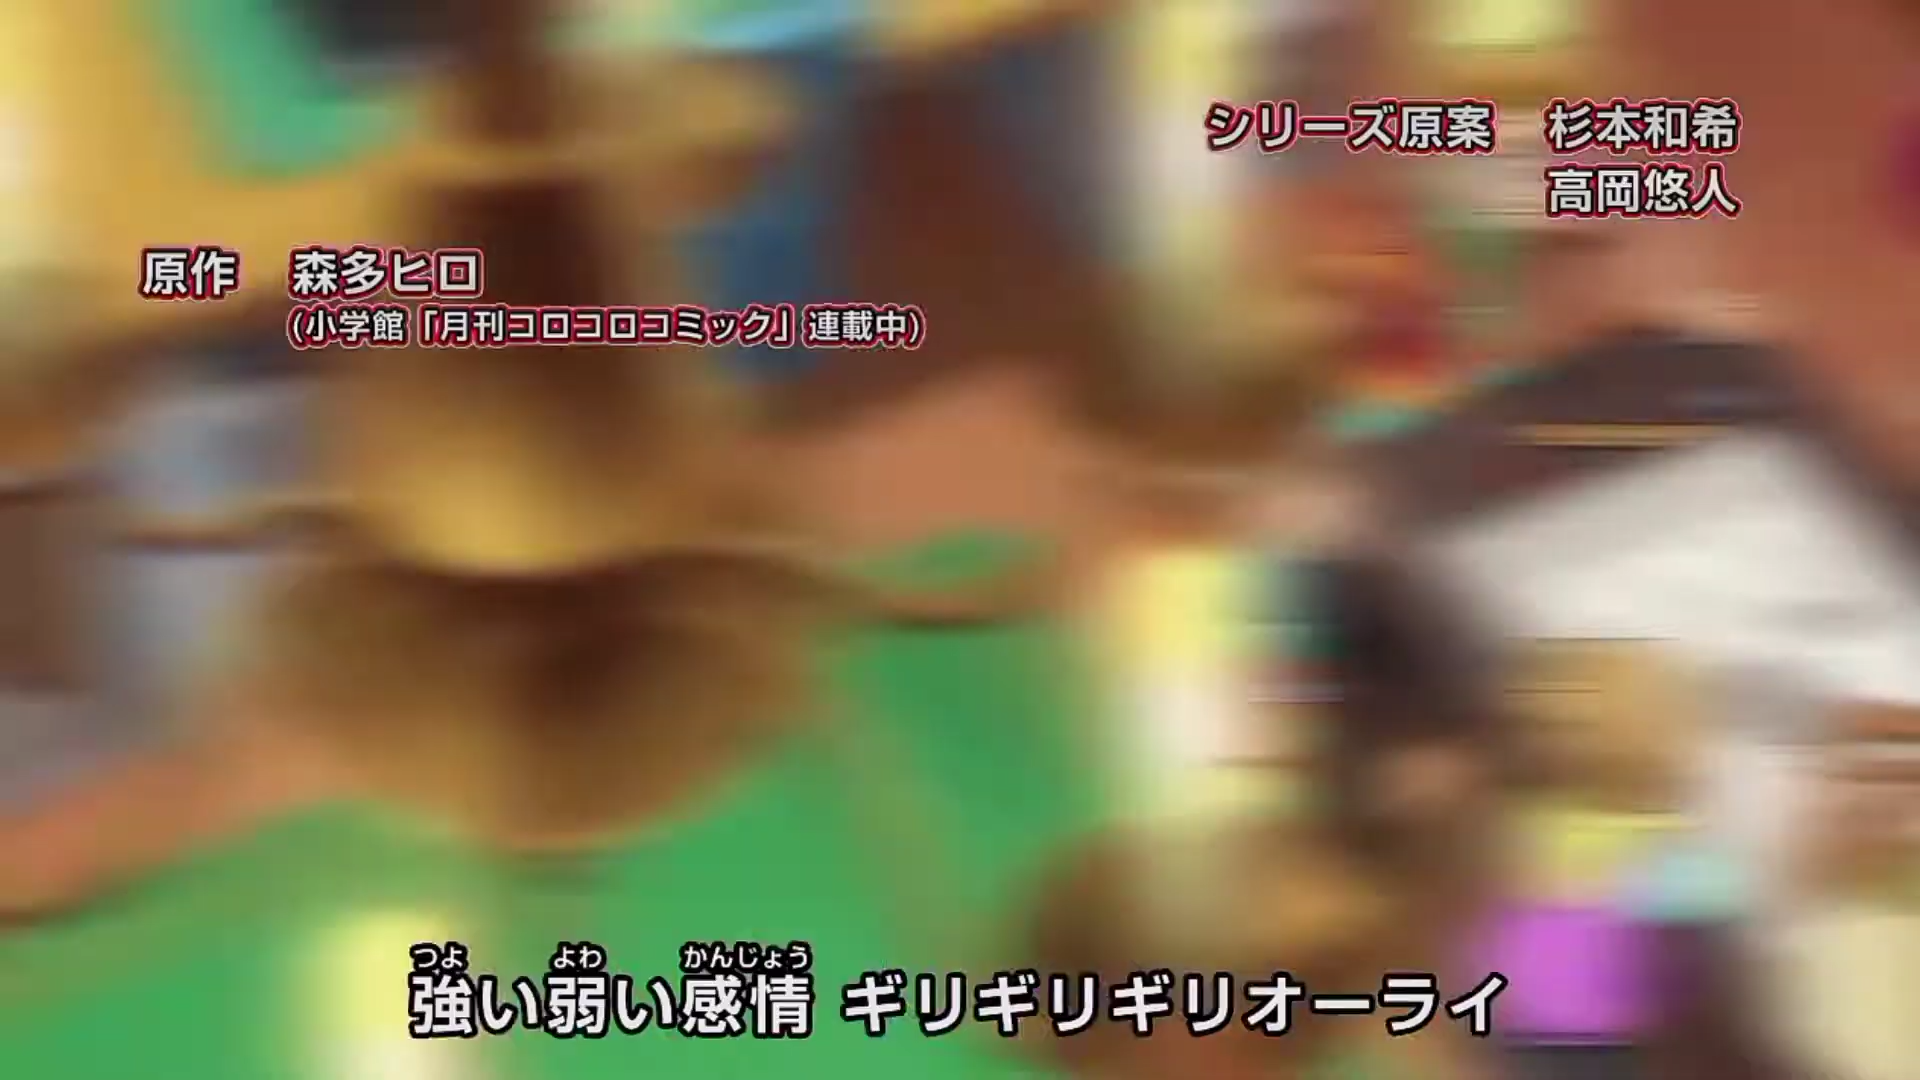 シリーズ原案 杉本和希
高岡悠人
原作 森多ヒロ
(小学館「月刊コロコロコミック」連載中)
つよ よわ かんじょう
強い弱い感情 ギリギリギリオーライ